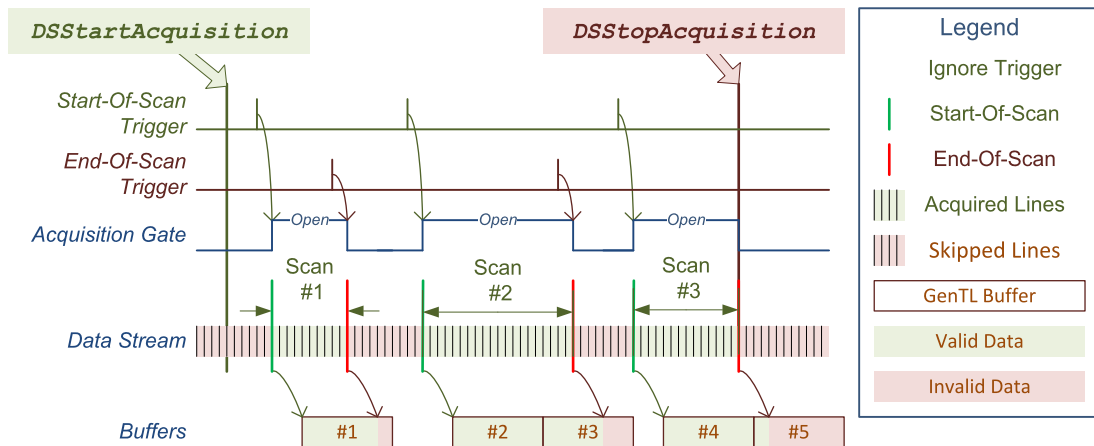 DSStartAcquisition
DSStopAcquisition
Start-Of-Scan
Trigger
End-Of-Scan
Trigger
Acquisition Gate
Open
Open
Open
Scan
#1
Scan
#2
Scan
#3
Data Stream
Buffers
#1
#2
#3
#4
#5
Legend
Ignore Trigger
Start-Of-Scan
End-Of-Scan
Acquired Lines
Skipped Lines
GenTL Buffer
Valid Data
Invalid Data